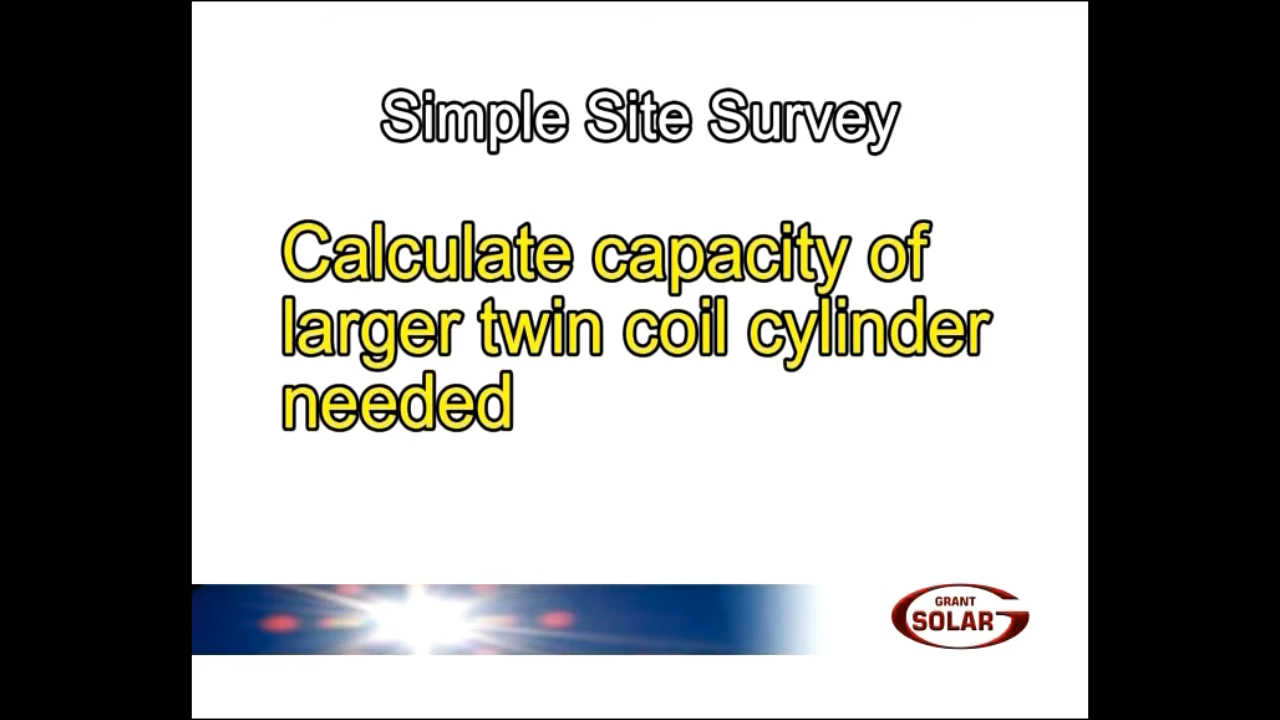 Simple Site Survey
Calculate capacity of
larger twin coil cylinder
needed
GRANT
SOLAR